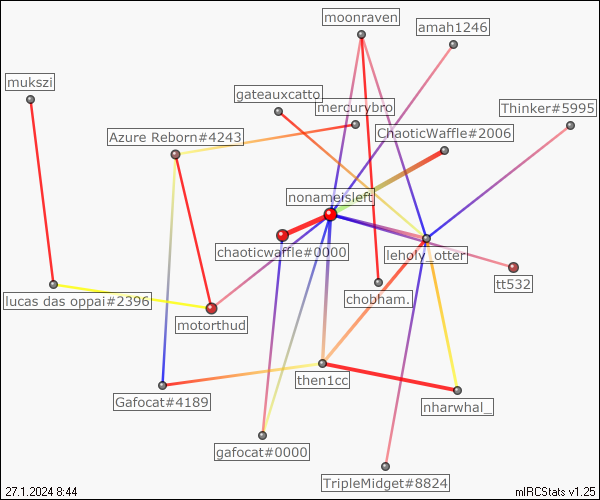 moonraven
amah1246
mukszi
gateauxcatto
mercurybro
Thinker#5995
Azure Reborn#4243
ChaoticWaffle#2006
nonameisleft
chaoticwaffle#0000
leholy_otter
tt532
lucas das oppai#2396
chobham.
motorthud
then1cc
Gafocat#4189
nharwhal_
gafocat#0000
TripleMidget#8824
27.1.2024 8:44
mIRCStats v1.25